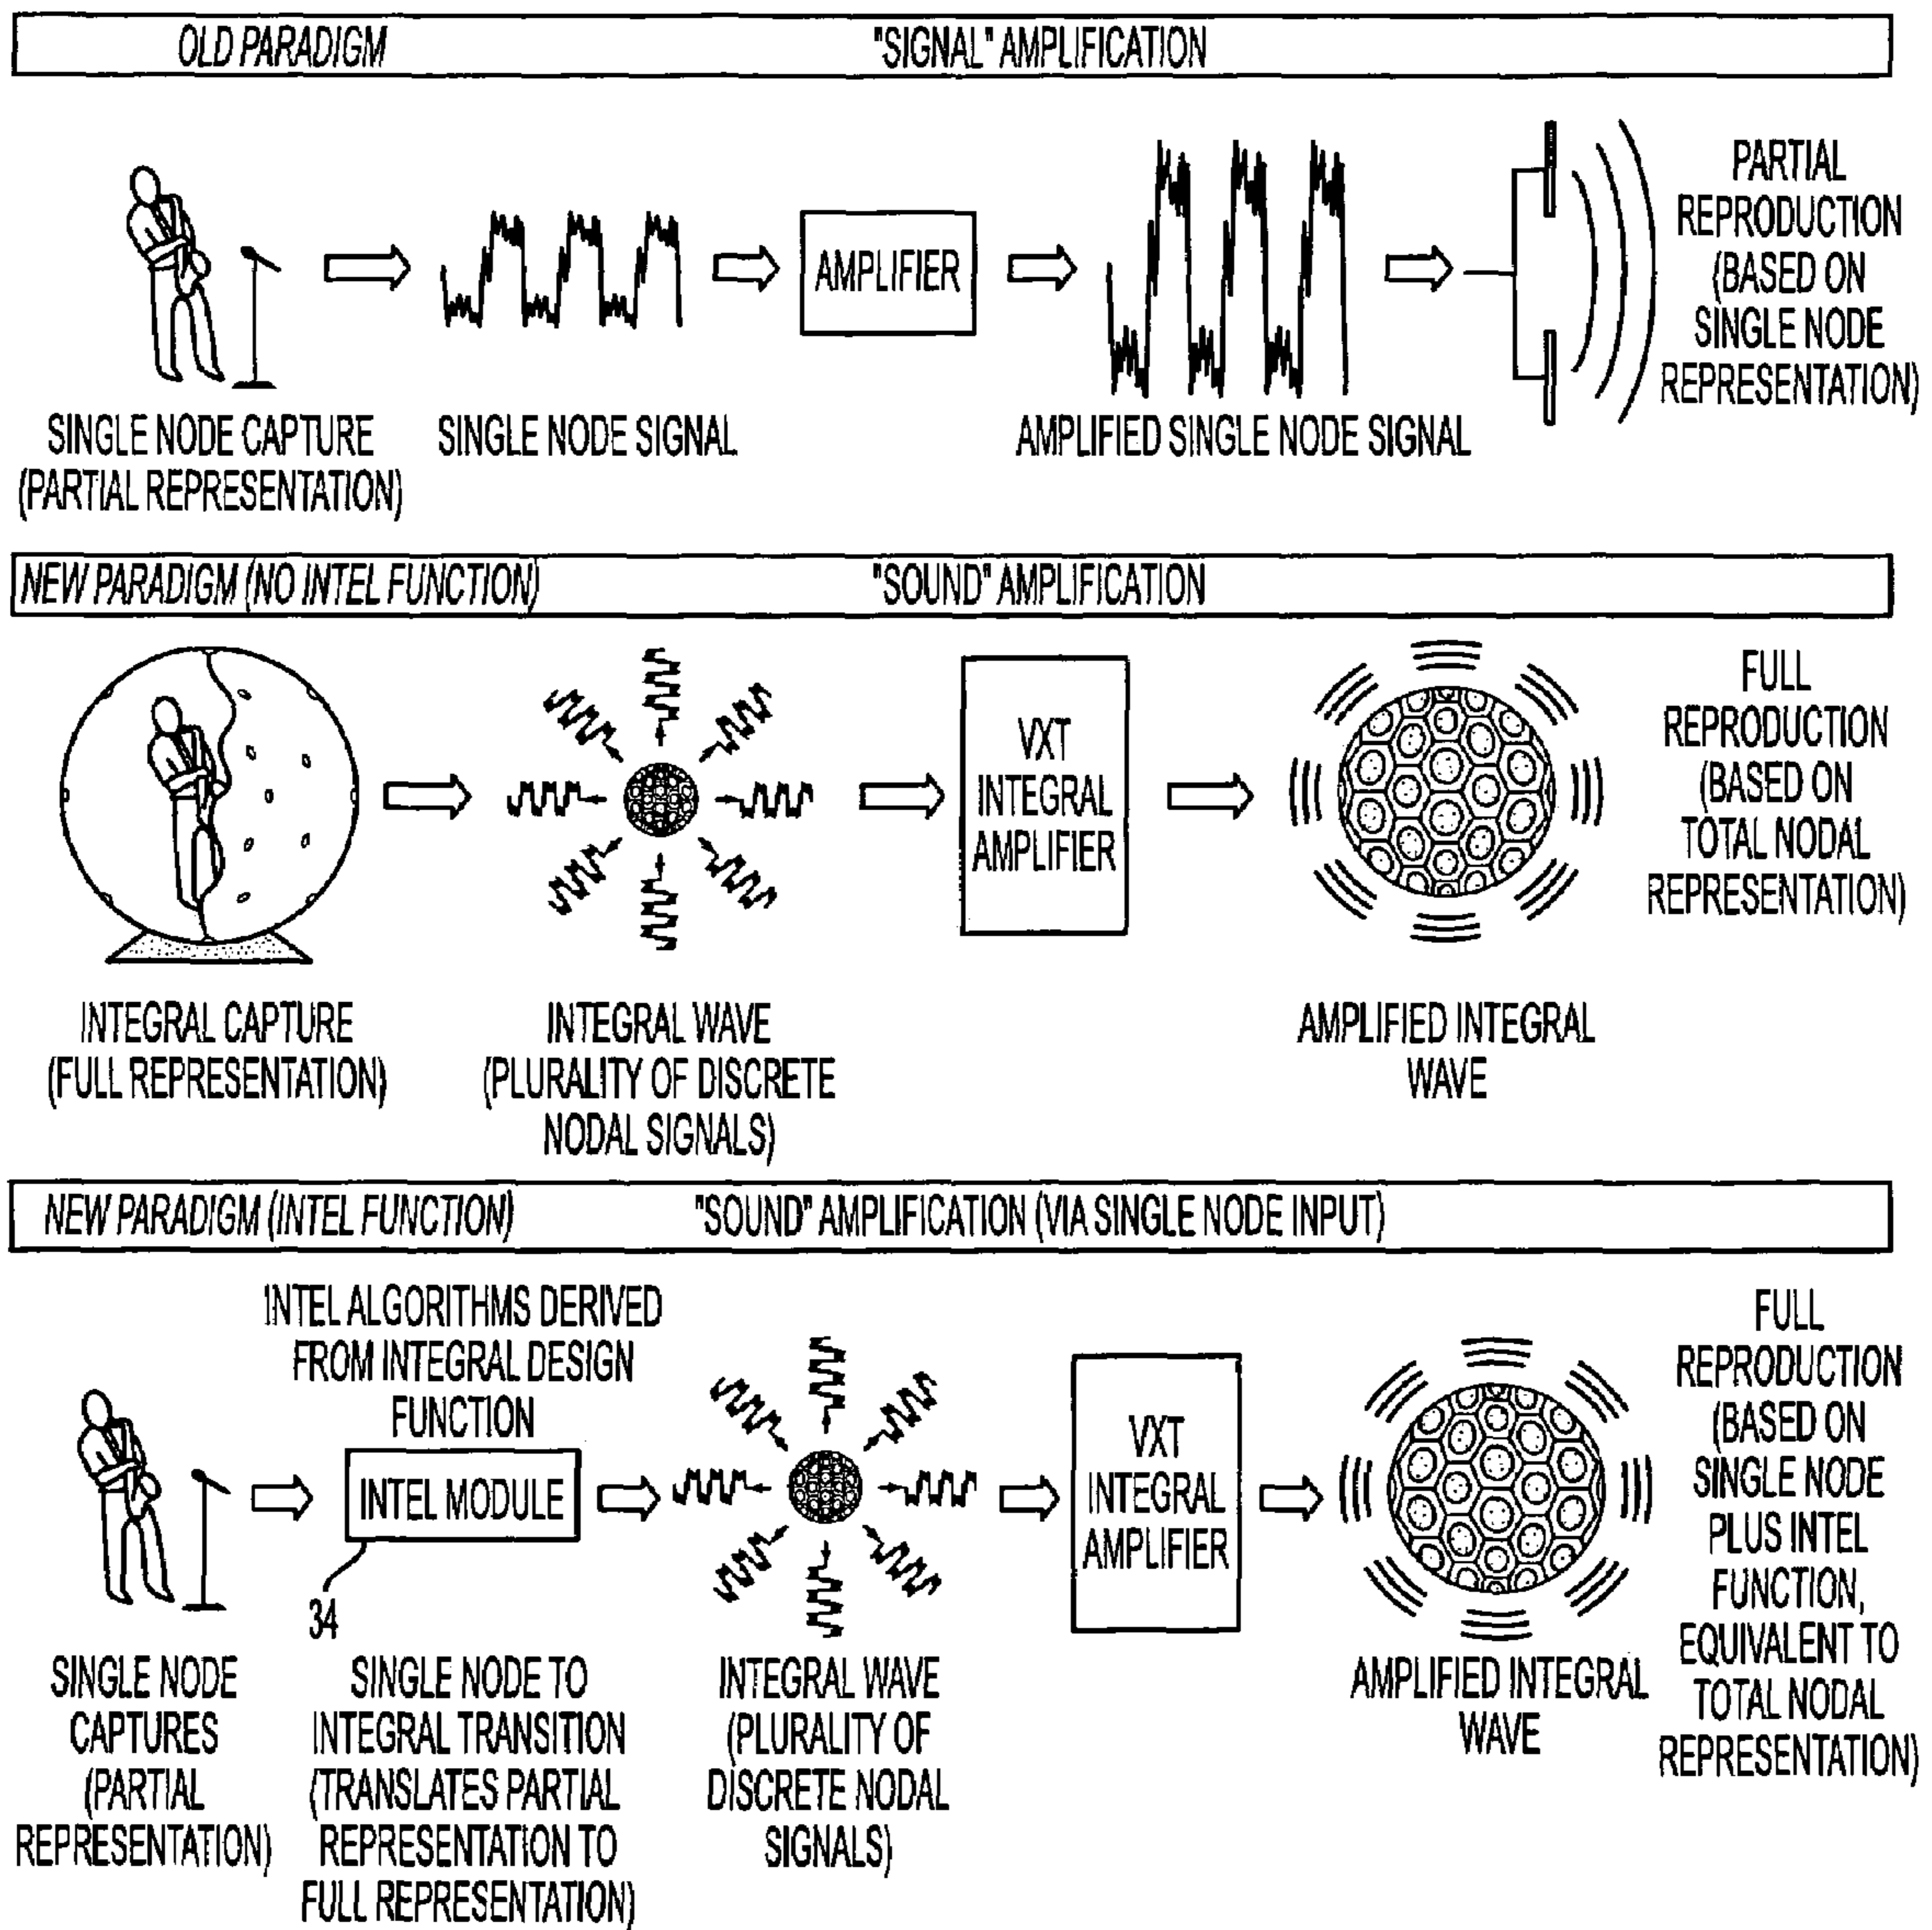 OLD PARADIGM
"SIGNAL" AMPLIFICATION
AMPLIFIER
PARTIAL
REPRODUCTION
(BASED ON
SINGLE NODE
REPRESENTATION)
SINGLE NODE CAPTURE
(PARTIAL REPRESENTATION)
SINGLE NODE SIGNAL
AMPLIFIED SINGLE NODE SIGNAL
NEW PARADIGM (NO INTEL FUNCTION)
"SOUND" AMPLIFICATION
VXT
INTEGRAL
AMPLIFIER
FULL
REPRODUCTION
(BASED ON
TOTAL NODAL
REPRESENTATION)
INTEGRAL CAPTURE
(FULL REPRESENTATION)
INTEGRAL WAVE
(PLURALITY OF DISCRETE
NODAL SIGNALS)
AMPLIFIED INTEGRAL
WAVE
NEW PARADIGM (INTEL FUNCTION)
"SOUND" AMPLIFICATION (VIA SINGLE NODE INPUT)
INTEL ALGORITHMS DERIVED
FROM INTEGRAL DESIGN
FUNCTION
INTEL MODULE
34
VXT
INTEGRAL
AMPLIFIER
FULL
REPRODUCTION
(BASED ON
SINGLE NODE
PLUS INTEL
FUNCTION,
EQUIVALENT TO
TOTAL NODAL
REPRESENTATION)
SINGLE NODE
CAPTURES
(PARTIAL
REPRESENTATION)
SINGLE NODE TO
INTEGRAL TRANSITION
(TRANSLATES PARTIAL
REPRESENTATION TO
FULL REPRESENTATION)
INTEGRAL WAVE
(PLURALITY OF
DISCRETE NODAL
SIGNALS)
AMPLIFIED INTEGRAL
WAVE